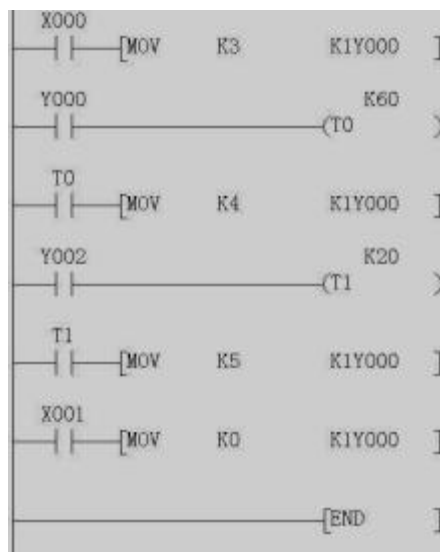 X000
[MOV K3 K1Y000 ]
Y000 K60
(T0 )
T0
[MOV K4 K1Y000 ]
Y002 K20
(T1 )
T1
[MOV K5 K1Y000 ]
X001
[MOV K0 K1Y000 ]
[END ]